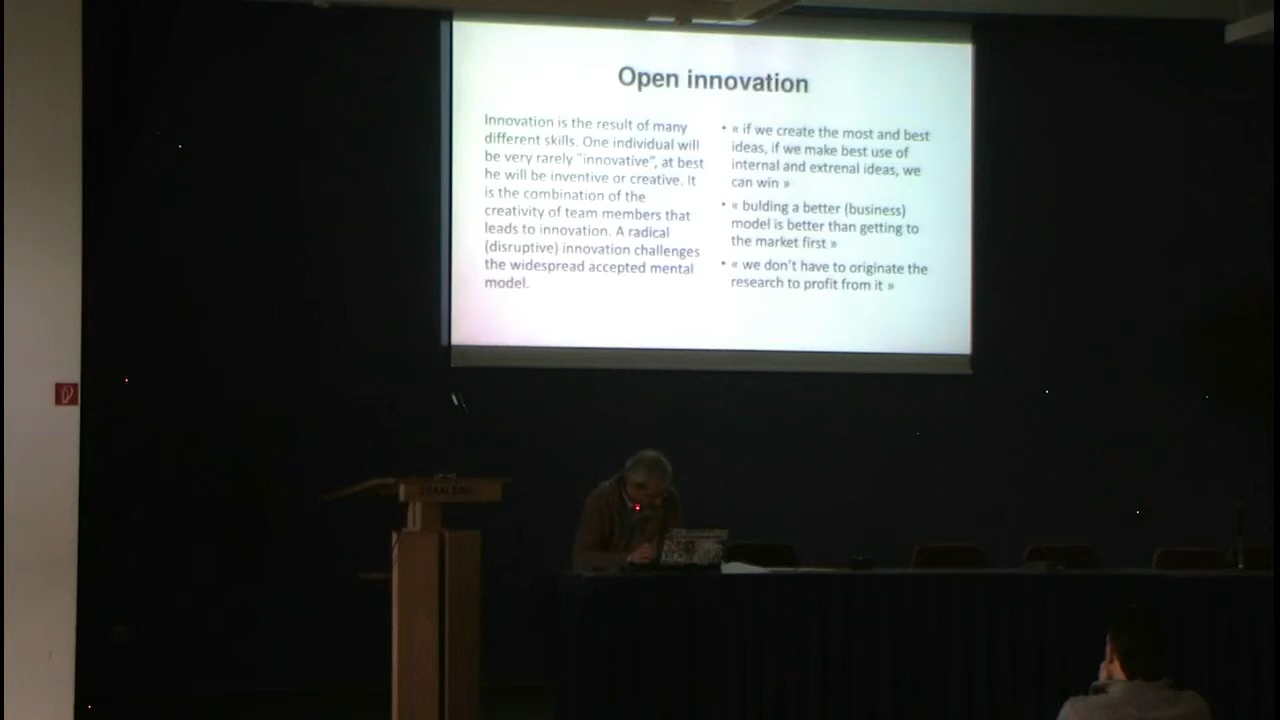 Open innovation
Innovation is the result of many
different skills. One individual will
be very rarely "innovative", at best
he will be inventive or creative. It
is the combination of the
creativity of team members that
leads to innovation. A radical
(disruptive) innovation challenges
the widespread accepted mental
model.
• « if we create the most and best
ideas, if we make best use of
internal and extrenal ideas, we
can win »
• « bulding a better (business)
model is better than getting to
the market first »
• « we don't have to originate the
research to profit from it »